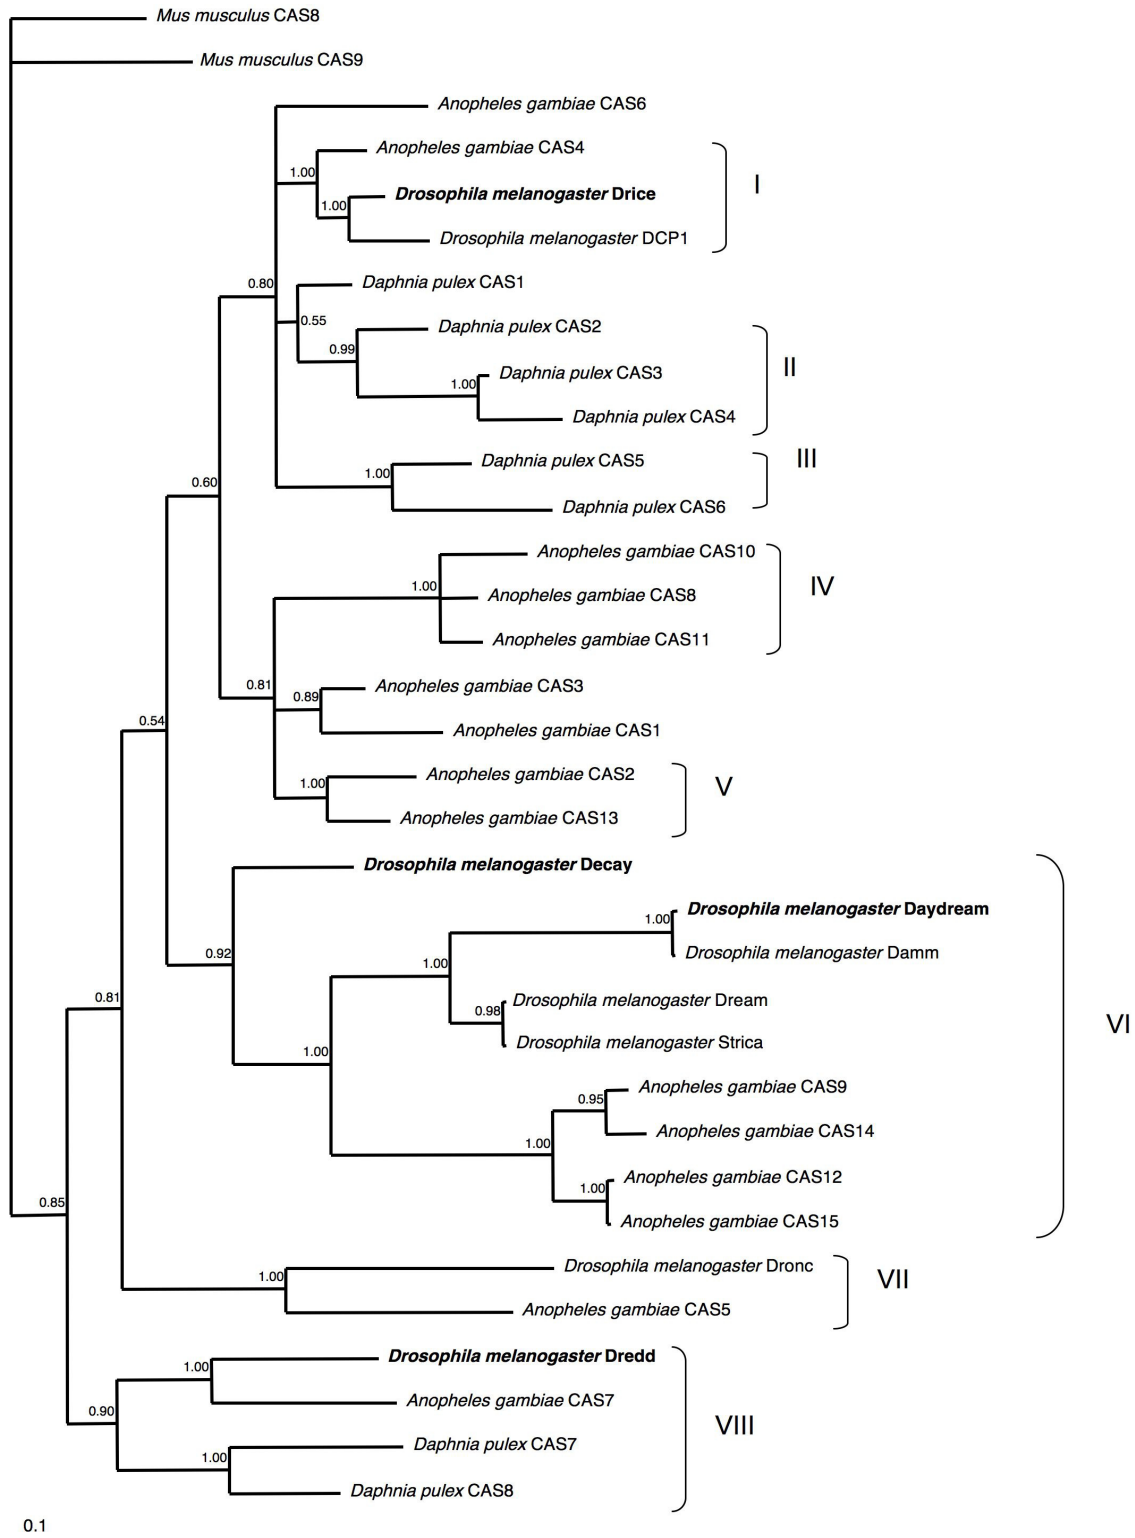 Mus musculus CAS8
Mus musculus CAS9
Anopheles gambiae CAS6
Anopheles gambiae CAS4
1.00
I
Drosophila melanogaster Drice
1.00
Drosophila melanogaster DCP1
0.80
Daphnia pulex CAS1
0.55
Daphnia pulex CAS2
0.99
II
Daphnia pulex CAS3
1.00
Daphnia pulex CAS4
III
Daphnia pulex CAS5
1.00
0.60
Daphnia pulex CAS6
Anopheles gambiae CAS10
1.00
IV
Anopheles gambiae CAS8
Anopheles gambiae CAS11
0.81
Anopheles gambiae CAS3
0.89
0.54
Anopheles gambiae CAS1
Anopheles gambiae CAS2
1.00
V
Anopheles gambiae CAS13
Drosophila melanogaster Decay
Drosophila melanogaster Daydream
1.00
0.92
Drosophila melanogaster Damm
1.00
0.81
Drosophila melanogaster Dream
0.98
VI
Drosophila melanogaster Strica
1.00
Anopheles gambiae CAS9
0.95
Anopheles gambiae CAS14
1.00
Anopheles gambiae CAS12
1.00
0.85
Anopheles gambiae CAS15
Drosophila melanogaster Dronc
1.00
VII
Anopheles gambiae CAS5
Drosophila melanogaster Dredd
1.00
Anopheles gambiae CAS7
0.90
VIII
Daphnia pulex CAS7
1.00
Daphnia pulex CAS8
0.1